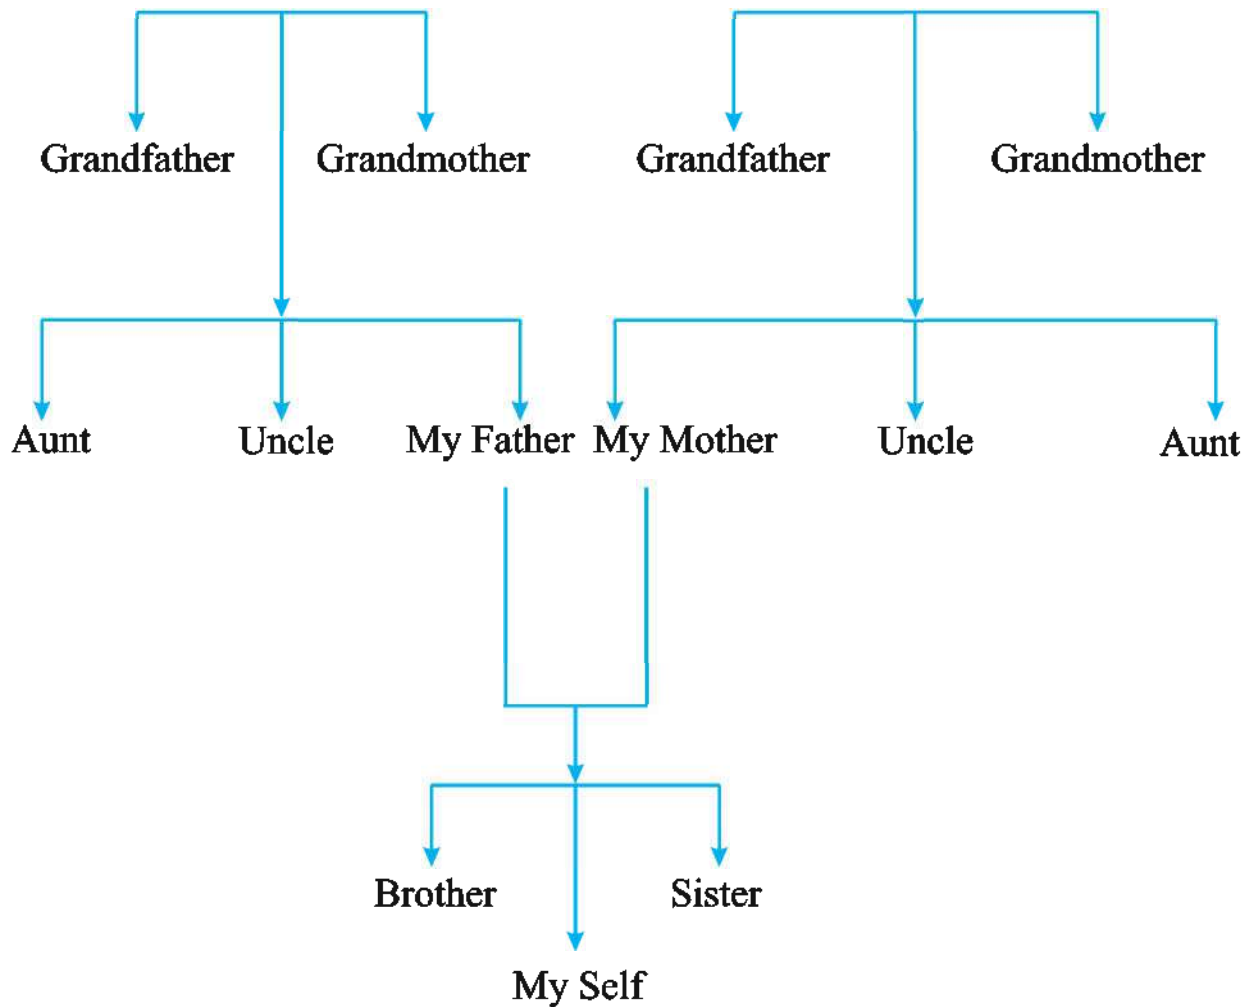 Grandfather Grandmother Grandfather Grandmother
Aunt Uncle My Father My Mother Uncle Aunt
Brother Sister
My Self